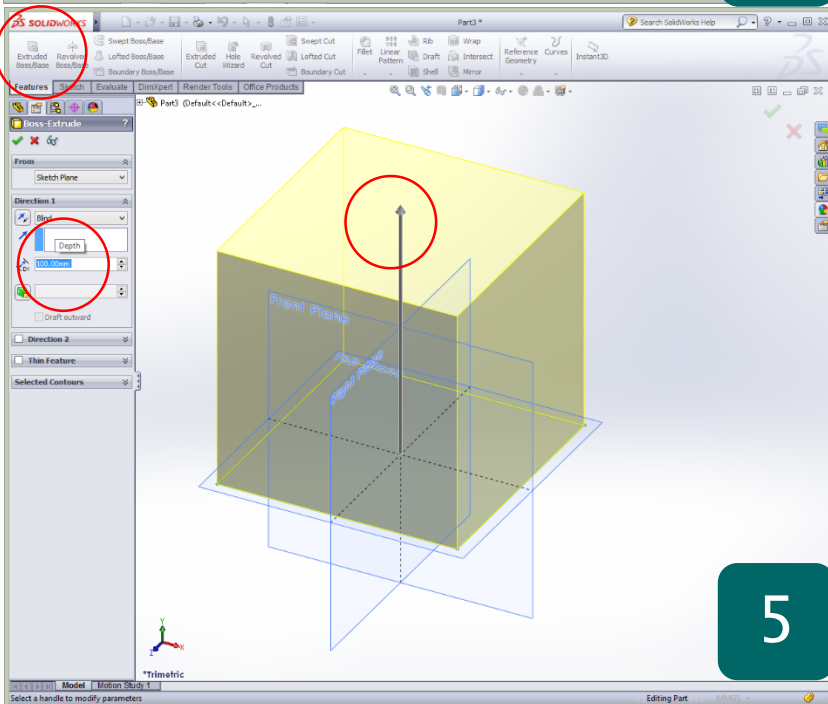 SOLIDWORKS
Part3 *
Search SolidWorks Help
Extruded Boss/Base
Revolved Boss/Base
Swept Boss/Base
Lofted Boss/Base
Boundary Boss/Base
Extruded Cut
Hole Wizard
Revolved Cut
Swept Cut
Lofted Cut
Boundary Cut
Fillet
Linear Pattern
Rib
Draft
Shell
Wrap
Intersect
Mirror
Reference Geometry
Curves
Instant3D
Features
Sketch
Evaluate
DimXpert
Render Tools
Office Products
Part3 (Default<<Default>_...
Boss-Extrude
?
From
Sketch Plane
Direction 1
Blind
Depth
D1
100.00mm
Draft outward
Direction 2
Thin Feature
Selected Contours
Front Plane
Right Plane
Y
X
Z
*Trimetric
5
Model
Motion Study 1
Select a handle to modify parameters
Editing Part
MMGS